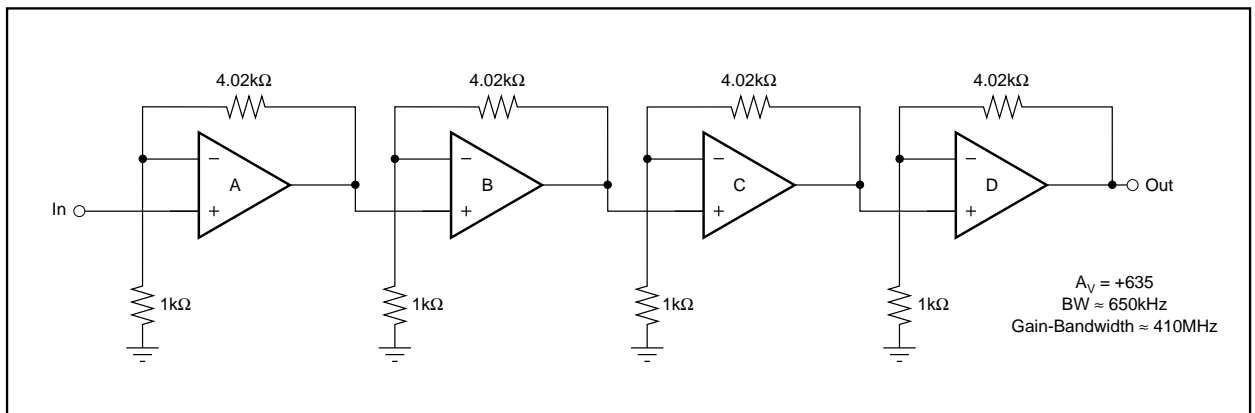 4.02kΩ
4.02kΩ
4.02kΩ
4.02kΩ
−
A
+
−
B
+
−
C
+
−
D
+
In
Out
1kΩ
1kΩ
1kΩ
1kΩ
AV = +635
BW ≈ 650kHz
Gain-Bandwidth ≈ 410MHz